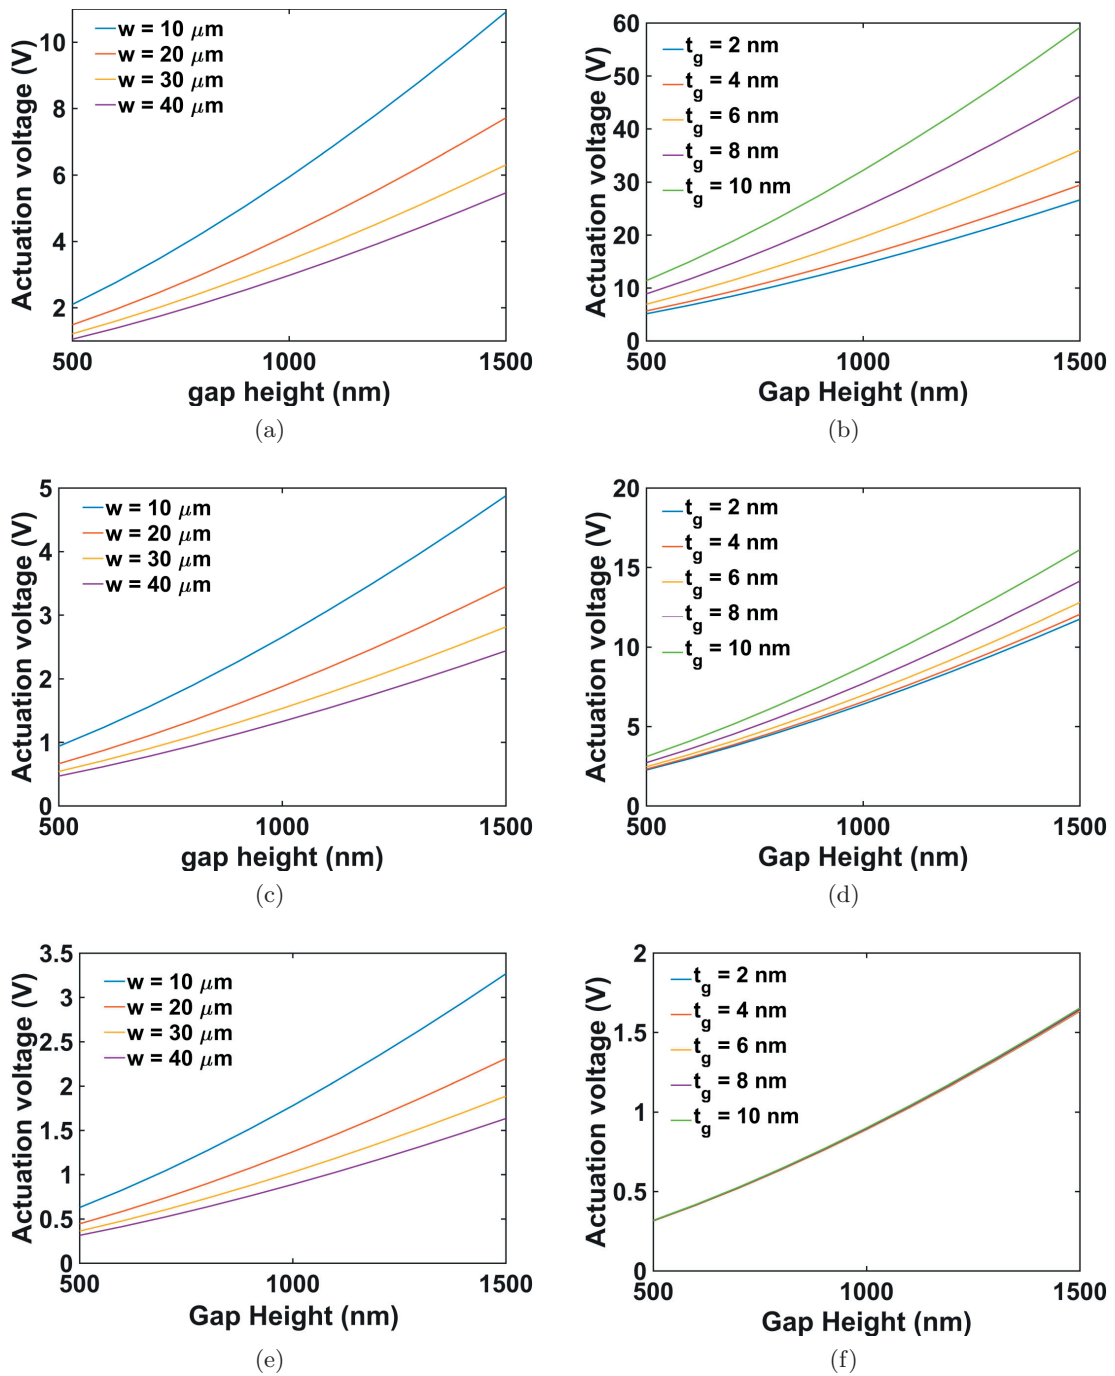 Actuation voltage (V)
10
8
6
4
2
w = 10 μm
w = 20 μm
w = 30 μm
w = 40 μm
500
1000
1500
gap height (nm)
(a)
Actuation voltage (V)
60
50
40
30
20
10
0
t_g = 2 nm
t_g = 4 nm
t_g = 6 nm
t_g = 8 nm
t_g = 10 nm
500
1000
1500
Gap Height (nm)
(b)
Actuation voltage (V)
5
4
3
2
1
0
w = 10 μm
w = 20 μm
w = 30 μm
w = 40 μm
500
1000
1500
gap height (nm)
(c)
Actuation voltage (V)
20
15
10
5
0
t_g = 2 nm
t_g = 4 nm
t_g = 6 nm
t_g = 8 nm
t_g = 10 nm
500
1000
1500
Gap Height (nm)
(d)
Actuation voltage (V)
3.5
3
2.5
2
1.5
1
0.5
0
w = 10 μm
w = 20 μm
w = 30 μm
w = 40 μm
500
1000
1500
Gap Height (nm)
(e)
Actuation voltage (V)
2
1.5
1
0.5
0
t_g = 2 nm
t_g = 4 nm
t_g = 6 nm
t_g = 8 nm
t_g = 10 nm
500
1000
1500
Gap Height (nm)
(f)